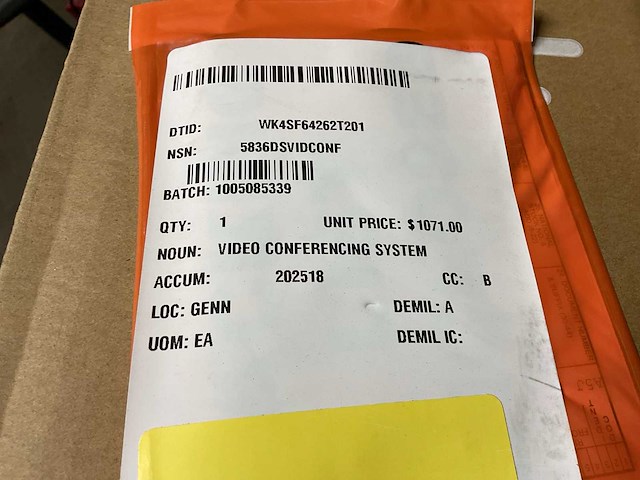 DTID: WK4SF64262T201
NSN: 5836DSVIDCONF
BATCH: 1005085339
QTY: 1 UNIT PRICE: $1071.00
NOUN: VIDEO CONFERENCING SYSTEM
ACCUM: 202518 CC: B
LOC: GENN DEMIL: A
UOM: EA DEMIL IC: